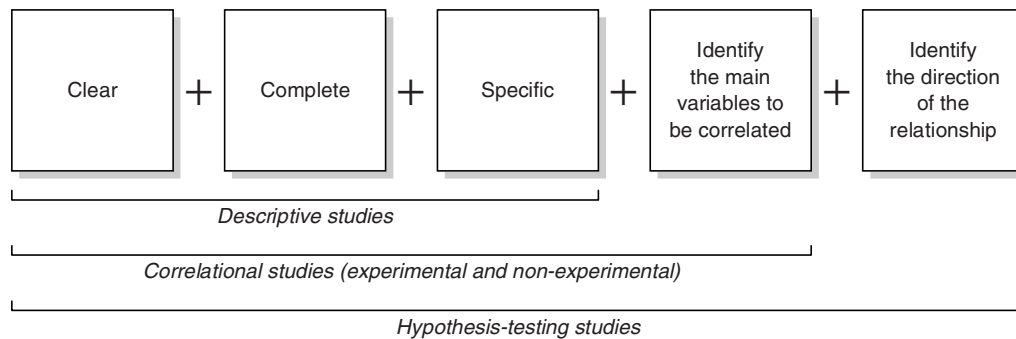 Clear
+
Complete
+
Specific
+
Identify
the main
variables to
be correlated
+
Identify
the direction
of the
relationship
Descriptive studies
Correlational studies (experimental and non-experimental)
Hypothesis-testing studies